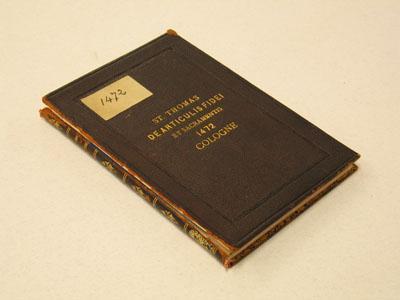 1472
ST. THOMAS
DE ARTICULIS FIDEI
ET SACRAMENTIS
1472
COLOGNE